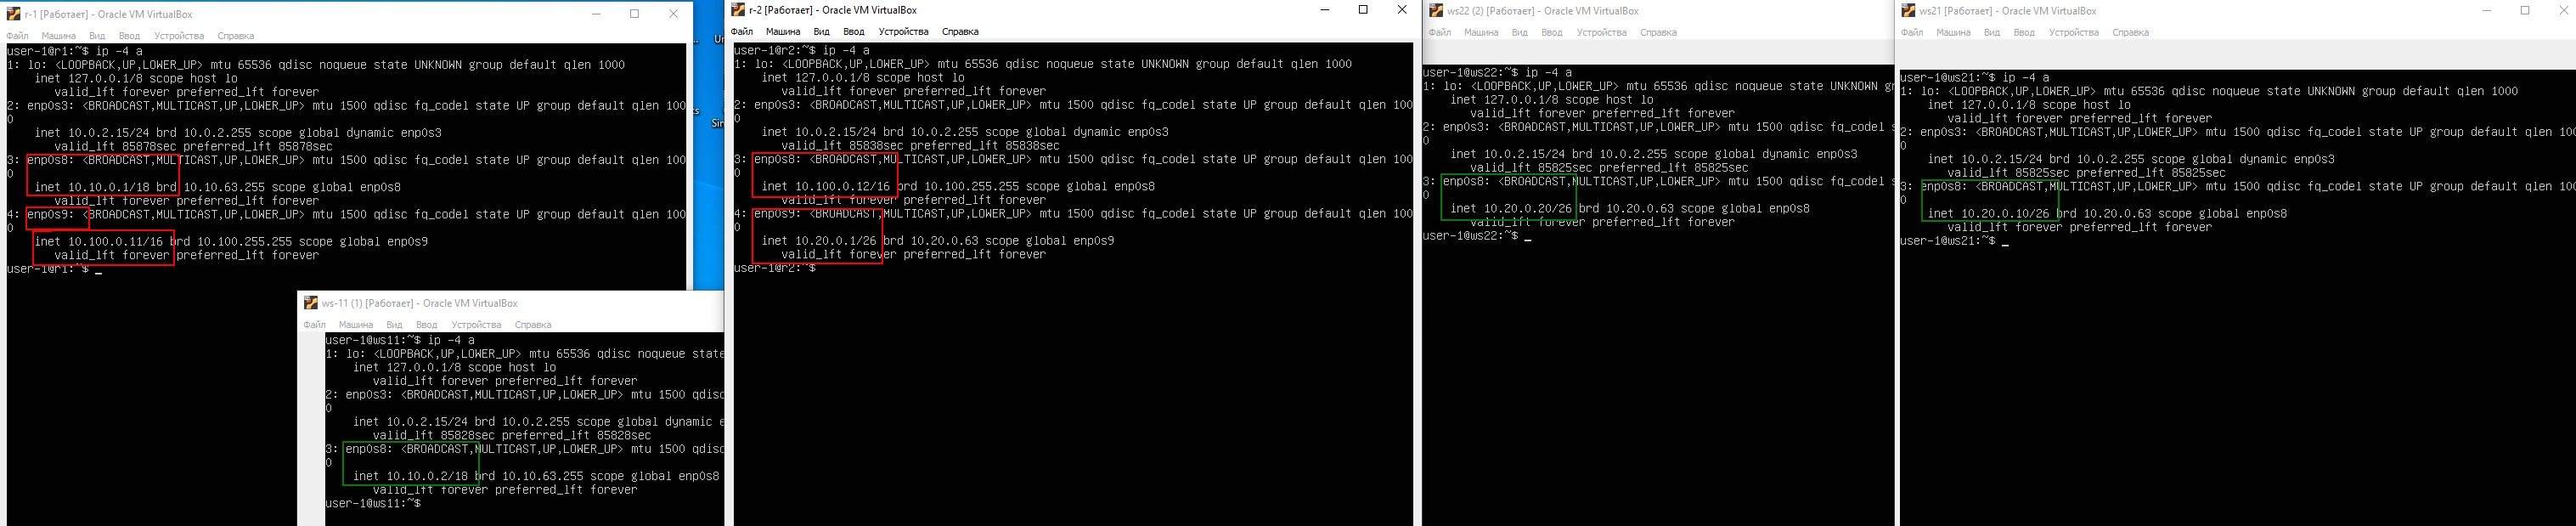 r-1 [Работает] - Oracle VM VirtualBox
Файл Машина Вид Ввод Устройства Справка
user-1@r1:~$ ip -4 a
1: lo: <LOOPBACK,UP,LOWER_UP> mtu 65536 qdisc noqueue state UNKNOWN group default qlen 1000
inet 127.0.0.1/8 scope host lo
valid_lft forever preferred_lft forever
2: enp0s3: <BROADCAST,MULTICAST,UP,LOWER_UP> mtu 1500 qdisc fq_codel state UP group default qlen 100
0
inet 10.0.2.15/24 brd 10.0.2.255 scope global dynamic enp0s3
valid_lft 85878sec preferred_lft 85878sec
3: enp0s8: <BROADCAST,MULTICAST,UP,LOWER_UP> mtu 1500 qdisc fq_codel state UP group default qlen 100
0
inet 10.10.0.1/18 brd 10.10.63.255 scope global enp0s8
valid_lft forever preferred_lft forever
4: enp0s9: <BROADCAST,MULTICAST,UP,LOWER_UP> mtu 1500 qdisc fq_codel state UP group default qlen 100
0
inet 10.100.0.11/16 brd 10.100.255.255 scope global enp0s9
valid_lft forever preferred_lft forever
user-1@r1:~$ _
ws-11 (1) [Работает] - Oracle VM VirtualBox
Файл Машина Вид Ввод Устройства Справка
user-1@ws11:~$ ip -4 a
1: lo: <LOOPBACK,UP,LOWER_UP> mtu 65536 qdisc noqueue state
inet 127.0.0.1/8 scope host lo
valid_lft forever preferred_lft forever
2: enp0s3: <BROADCAST,MULTICAST,UP,LOWER_UP> mtu 1500 qdisc
0
inet 10.0.2.15/24 brd 10.0.2.255 scope global dynamic e
valid_lft 85828sec preferred_lft 85828sec
3: enp0s8: <BROADCAST,MULTICAST,UP,LOWER_UP> mtu 1500 qdisc
0
inet 10.10.0.2/18 brd 10.10.63.255 scope global enp0s8
valid_lft forever preferred_lft forever
user-1@ws11:~$
r-2 [Работает] - Oracle VM VirtualBox
Файл Машина Вид Ввод Устройства Справка
user-1@r2:~$ ip -4 a
1: lo: <LOOPBACK,UP,LOWER_UP> mtu 65536 qdisc noqueue state UNKNOWN group default qlen 1000
inet 127.0.0.1/8 scope host lo
valid_lft forever preferred_lft forever
2: enp0s3: <BROADCAST,MULTICAST,UP,LOWER_UP> mtu 1500 qdisc fq_codel state UP group default qlen 100
0
inet 10.0.2.15/24 brd 10.0.2.255 scope global dynamic enp0s3
valid_lft 85838sec preferred_lft 85838sec
3: enp0s8: <BROADCAST,MULTICAST,UP,LOWER_UP> mtu 1500 qdisc fq_codel state UP group default qlen 100
0
inet 10.100.0.12/16 brd 10.100.255.255 scope global enp0s8
valid_lft forever preferred_lft forever
4: enp0s9: <BROADCAST,MULTICAST,UP,LOWER_UP> mtu 1500 qdisc fq_codel state UP group default qlen 100
0
inet 10.20.0.1/26 brd 10.20.0.63 scope global enp0s9
valid_lft forever preferred_lft forever
user-1@r2:~$
ws22 (2) [Работает] - Oracle VM VirtualBox
Файл Машина Вид Ввод Устройства Справка
user-1@ws22:~$ ip -4 a
1: lo: <LOOPBACK,UP,LOWER_UP> mtu 65536 qdisc noqueue state UNKNOWN gr
inet 127.0.0.1/8 scope host lo
valid_lft forever preferred_lft forever
2: enp0s3: <BROADCAST,MULTICAST,UP,LOWER_UP> mtu 1500 qdisc fq_codel s
0
inet 10.0.2.15/24 brd 10.0.2.255 scope global dynamic enp0s3
valid_lft 85825sec preferred_lft 85825sec
3: enp0s8: <BROADCAST,MULTICAST,UP,LOWER_UP> mtu 1500 qdisc fq_codel s
0
inet 10.20.0.20/26 brd 10.20.0.63 scope global enp0s8
valid_lft forever preferred_lft forever
user-1@ws22:~$ _
ws21 [Работает] - Oracle VM VirtualBox
Файл Машина Вид Ввод Устройства Справка
user-1@ws21:~$ ip -4 a
1: lo: <LOOPBACK,UP,LOWER_UP> mtu 65536 qdisc noqueue state UNKNOWN group default qlen 1000
inet 127.0.0.1/8 scope host lo
valid_lft forever preferred_lft forever
2: enp0s3: <BROADCAST,MULTICAST,UP,LOWER_UP> mtu 1500 qdisc fq_codel state UP group default qlen 100
0
inet 10.0.2.15/24 brd 10.0.2.255 scope global dynamic enp0s3
valid_lft 85825sec preferred_lft 85825sec
3: enp0s8: <BROADCAST,MULTICAST,UP,LOWER_UP> mtu 1500 qdisc fq_codel state UP group default qlen 100
0
inet 10.20.0.10/26 brd 10.20.0.63 scope global enp0s8
valid_lft forever preferred_lft forever
user-1@ws21:~$ _